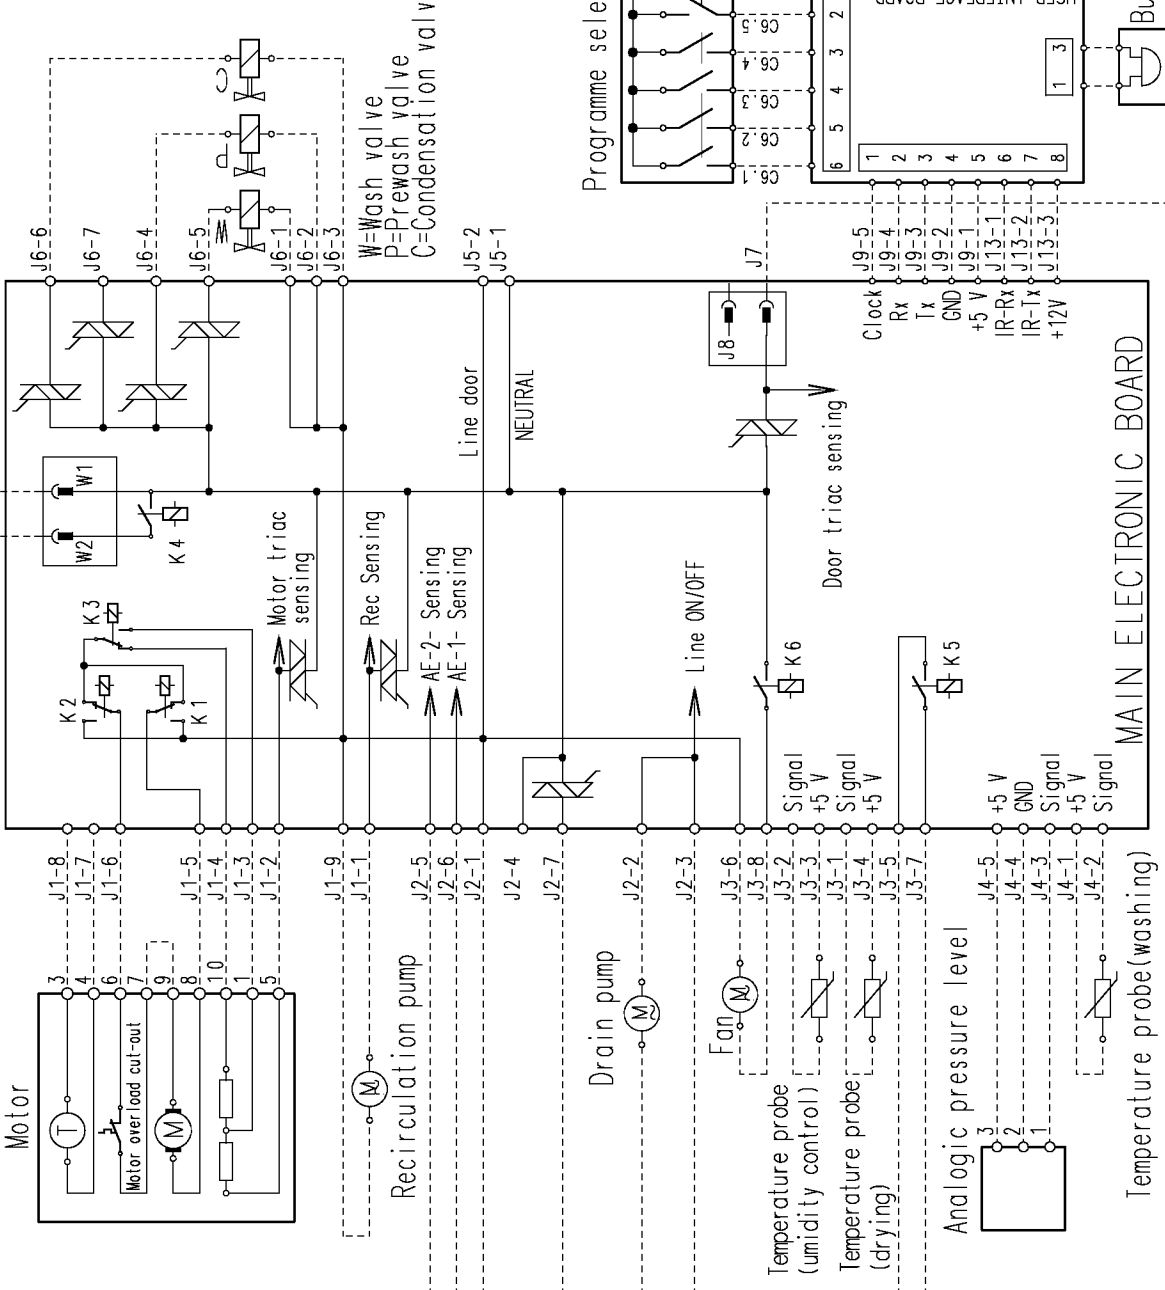 W=Wash valve
P=Prewash valve
C=Condensation valv
Programme sele
C6.5
C6.4
C6.3
C6.2
C6.1
2
3
4
5
6
USER INTERFACE BOARD
1
2
3
4
5
6
7
8
1 3
Bu
C
P
W
J6-6
J6-7
J6-4
J6-5
J6-1
J6-2
J6-3
J5-2
J5-1
J7
J9-5
J9-4
J9-3
J9-2
J9-1
J13-1
J13-2
J13-3
Clock
Rx
Tx
GND
+5 V
IR-Rx
IR-Tx
+12V
J8
Line door
NEUTRAL
Door triac sensing
MAIN ELECTRONIC BOARD
W1
W2
K4
K3
K2
K1
Motor triac
sensing
Rec Sensing
AE-2- Sensing
AE-1- Sensing
Line ON/OFF
K6
K5
Signal
+5 V
Signal
+5 V
+5 V
GND
Signal
+5 V
Signal
J1-8
J1-7
J1-6
J1-5
J1-4
J1-3
J1-2
J1-9
J1-1
J2-5
J2-6
J2-1
J2-4
J2-7
J2-2
J2-3
J3-6
J3-8
J3-2
J3-3
J3-1
J3-4
J3-5
J3-7
J4-5
J4-4
J4-3
J4-1
J4-2
3
4
6
7
9
8
10
1
5
Motor
T
Motor overload cut-out
M
M
Recirculation pump
M
Drain pump
M
Fan
Temperature probe
(umidity control)
Temperature probe
(drying)
Analogic pressure level
3
2
1
Temperature probe(washing)